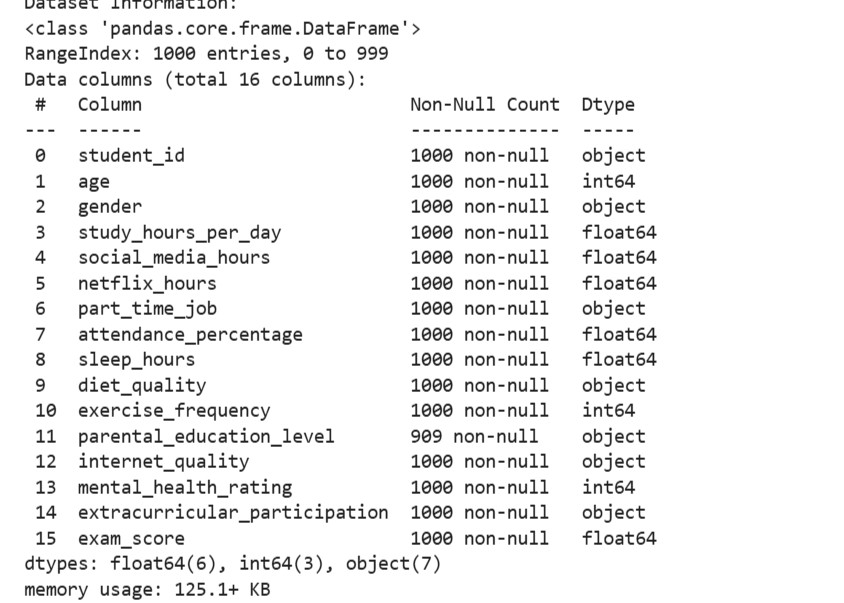 Dataset Information:
<class 'pandas.core.frame.DataFrame'>
RangeIndex: 1000 entries, 0 to 999
Data columns (total 16 columns):
 #   Column                         Non-Null Count  Dtype
---  ------                         --------------  -----
 0   student_id                     1000 non-null   object
 1   age                            1000 non-null   int64
 2   gender                         1000 non-null   object
 3   study_hours_per_day            1000 non-null   float64
 4   social_media_hours             1000 non-null   float64
 5   netflix_hours                  1000 non-null   float64
 6   part_time_job                  1000 non-null   object
 7   attendance_percentage          1000 non-null   float64
 8   sleep_hours                    1000 non-null   float64
 9   diet_quality                   1000 non-null   object
 10  exercise_frequency             1000 non-null   int64
 11  parental_education_level       909 non-null    object
 12  internet_quality               1000 non-null   object
 13  mental_health_rating           1000 non-null   int64
 14  extracurricular_participation  1000 non-null   object
 15  exam_score                     1000 non-null   float64
dtypes: float64(6), int64(3), object(7)
memory usage: 125.1+ KB